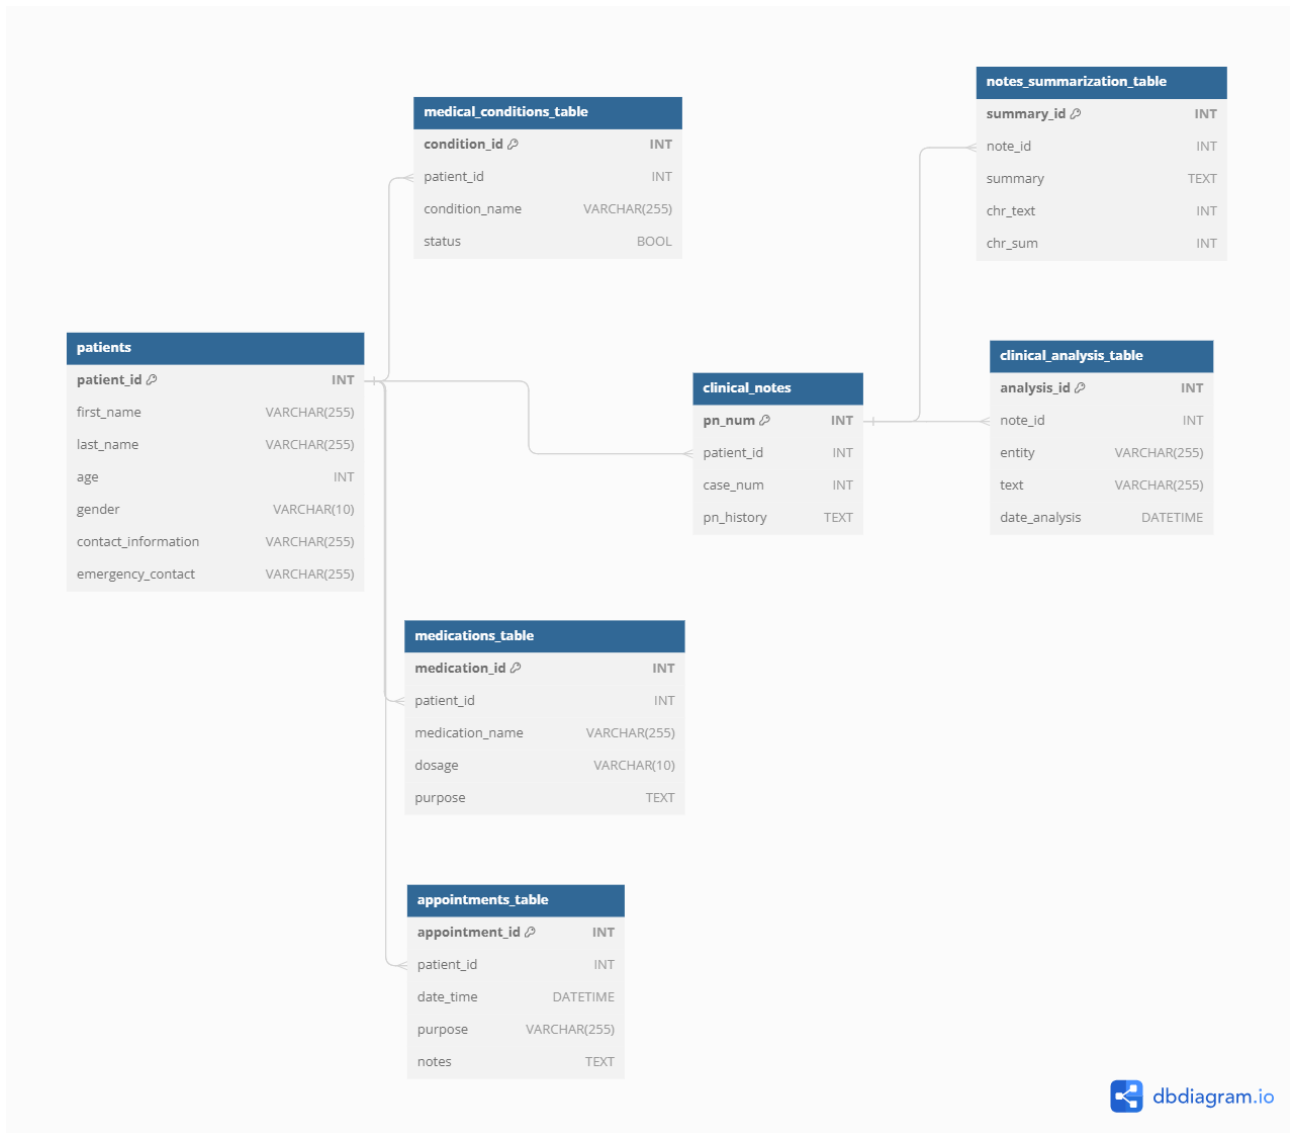 medical_conditions_table
condition_id INT
patient_id INT
condition_name VARCHAR(255)
status BOOL
notes_summarization_table
summary_id INT
note_id INT
summary TEXT
chr_text INT
chr_sum INT
patients
patient_id INT
first_name VARCHAR(255)
last_name VARCHAR(255)
age INT
gender VARCHAR(10)
contact_information VARCHAR(255)
emergency_contact VARCHAR(255)
clinical_notes
pn_num INT
patient_id INT
case_num INT
pn_history TEXT
clinical_analysis_table
analysis_id INT
note_id INT
entity VARCHAR(255)
text VARCHAR(255)
date_analysis DATETIME
medications_table
medication_id INT
patient_id INT
medication_name VARCHAR(255)
dosage VARCHAR(10)
purpose TEXT
appointments_table
appointment_id INT
patient_id INT
date_time DATETIME
purpose VARCHAR(255)
notes TEXT
dbdiagram.io